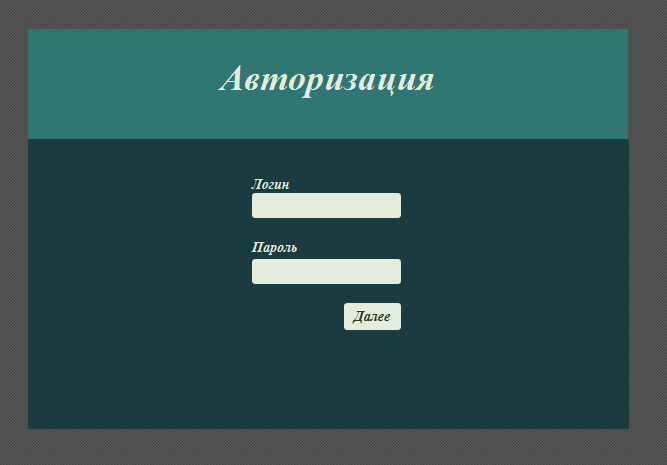 Авторизация
Логин
Пароль
Далее